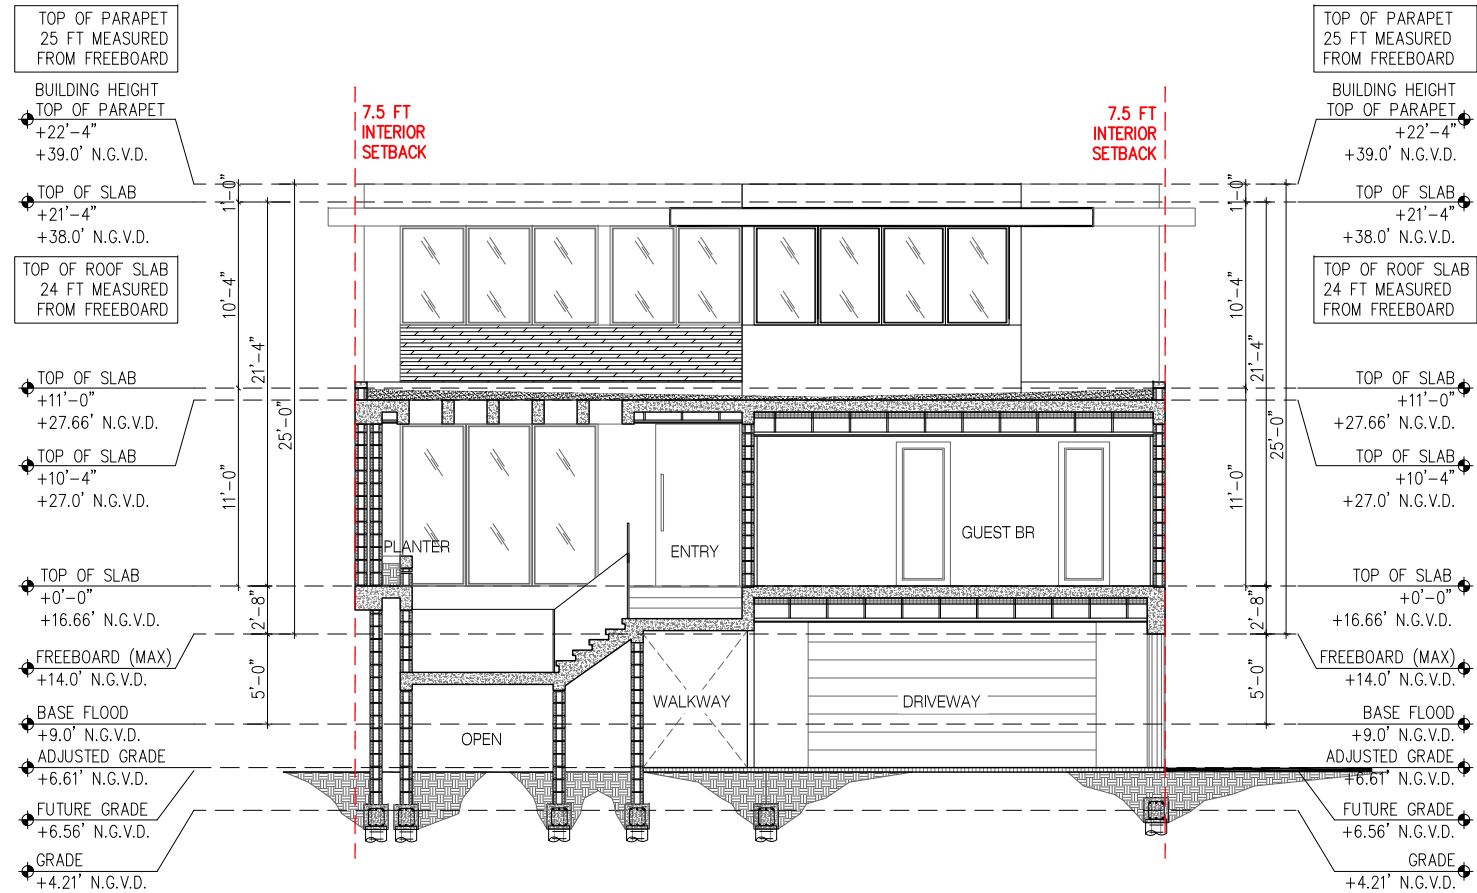 TOP OF PARAPET
25 FT MEASURED
FROM FREEBOARD
BUILDING HEIGHT
TOP OF PARAPET
+22'-4"
+39.0' N.G.V.D.
TOP OF SLAB
+21'-4"
+38.0' N.G.V.D.
TOP OF ROOF SLAB
24 FT MEASURED
FROM FREEBOARD
TOP OF SLAB
+11'-0"
+27.66' N.G.V.D.
TOP OF SLAB
+10'-4"
+27.0' N.G.V.D.
TOP OF SLAB
+0'-0"
+16.66' N.G.V.D.
FREEBOARD (MAX)
+14.0' N.G.V.D.
BASE FLOOD
+9.0' N.G.V.D.
ADJUSTED GRADE
+6.61' N.G.V.D.
FUTURE GRADE
+6.56' N.G.V.D.
GRADE
+4.21' N.G.V.D.
1'-0"
10'-4"
21'-4"
25'-0"
11'-0"
2'-8"
5'-0"
7.5 FT
INTERIOR
SETBACK
PLANTER
ENTRY
GUEST BR
WALKWAY
DRIVEWAY
OPEN
7.5 FT
INTERIOR
SETBACK
1'-0"
10'-4"
21'-4"
25'-0"
11'-0"
2'-8"
5'-0"
TOP OF PARAPET
25 FT MEASURED
FROM FREEBOARD
BUILDING HEIGHT
TOP OF PARAPET
+22'-4"
+39.0' N.G.V.D.
TOP OF SLAB
+21'-4"
+38.0' N.G.V.D.
TOP OF ROOF SLAB
24 FT MEASURED
FROM FREEBOARD
TOP OF SLAB
+11'-0"
+27.66' N.G.V.D.
TOP OF SLAB
+10'-4"
+27.0' N.G.V.D.
TOP OF SLAB
+0'-0"
+16.66' N.G.V.D.
FREEBOARD (MAX)
+14.0' N.G.V.D.
BASE FLOOD
+9.0' N.G.V.D.
ADJUSTED GRADE
+6.61' N.G.V.D.
FUTURE GRADE
+6.56' N.G.V.D.
GRADE
+4.21' N.G.V.D.